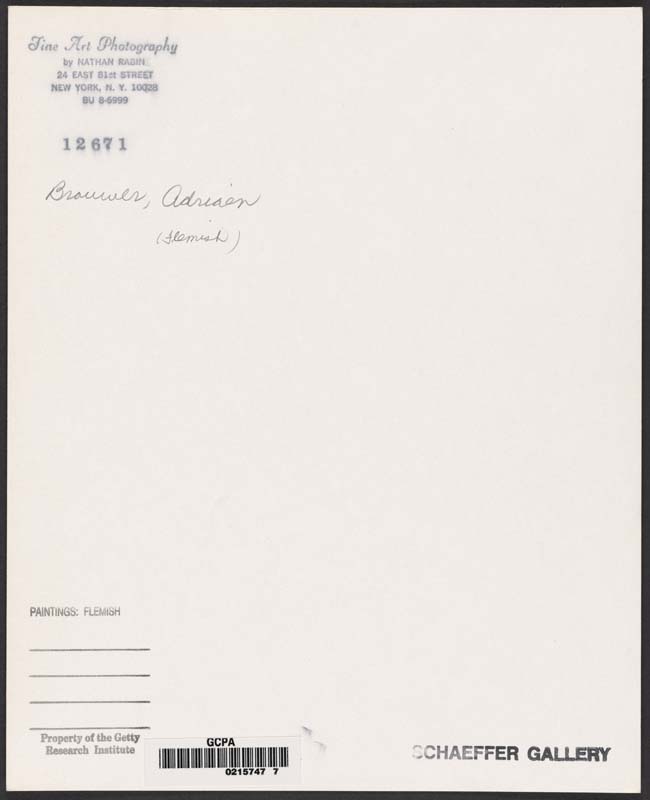 Fine Art Photography
by NATHAN RABIN
24 EAST 81st STREET
NEW YORK, N. Y. 10028
BU 8-6999
12671
Brouwer, Adriaen
(Flemish)
PAINTINGS: FLEMISH
Property of the Getty
Research Institute
GCPA
0215747 7
SCHAEFFER GALLERY